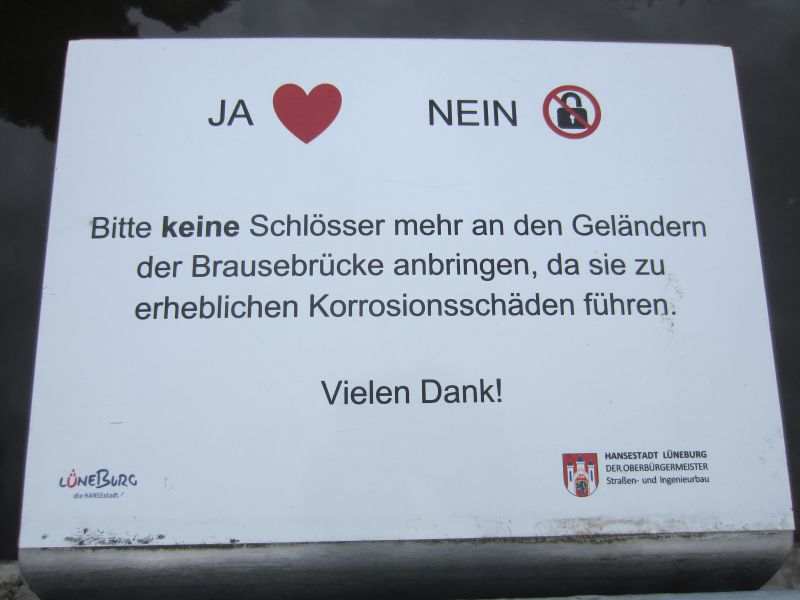 JA NEIN
Bitte keine Schlösser mehr an den Geländern
der Brausebrücke anbringen, da sie zu
erheblichen Korrosionsschäden führen.
Vielen Dank!
LÜNEBURG
die HANSEstadt!
HANSESTADT LÜNEBURG
DER OBERBÜRGERMEISTER
Straßen- und Ingenieurbau